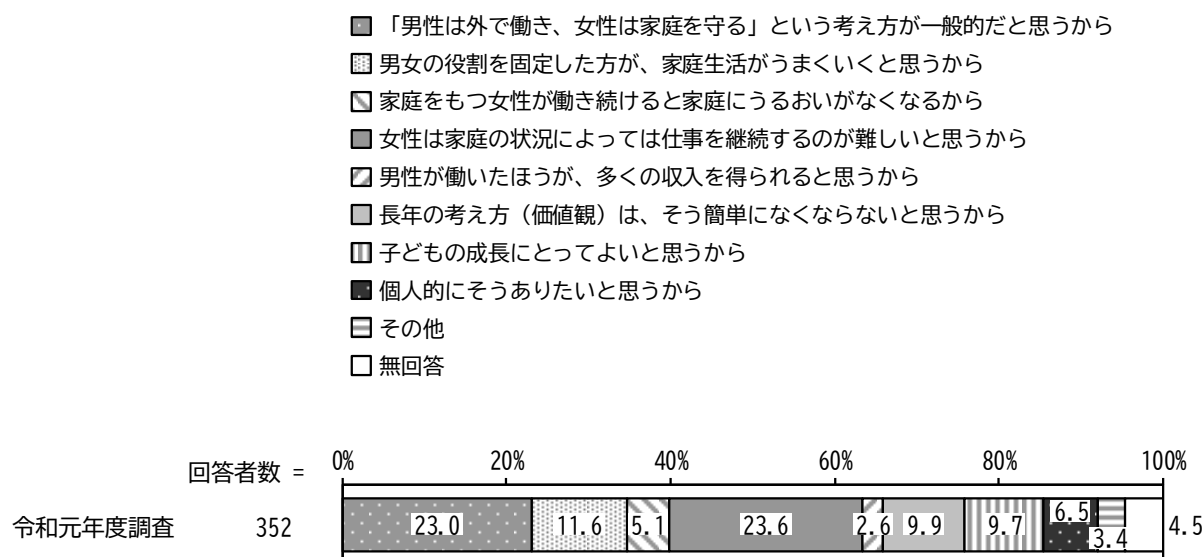 「男性は外で働き、女性は家庭を守る」という考え方が一般的だと思うから
男女の役割を固定した方が、家庭生活がうまくいくと思うから
家庭をもつ女性が働き続けると家庭にうるおいがなくなるから
女性は家庭の状況によっては仕事を継続するのが難しいと思うから
男性が働いたほうが、多くの収入を得られると思うから
長年の考え方（価値観）は、そう簡単になくならないと思うから
子どもの成長にとってよいと思うから
個人的にそうありたいと思うから
その他
無回答
回答者数 =
0% 20% 40% 60% 80% 100%
令和元年度調査 352 23.0 11.6 5.1 23.6 2.6 9.9 9.7 6.5 3.4 4.5